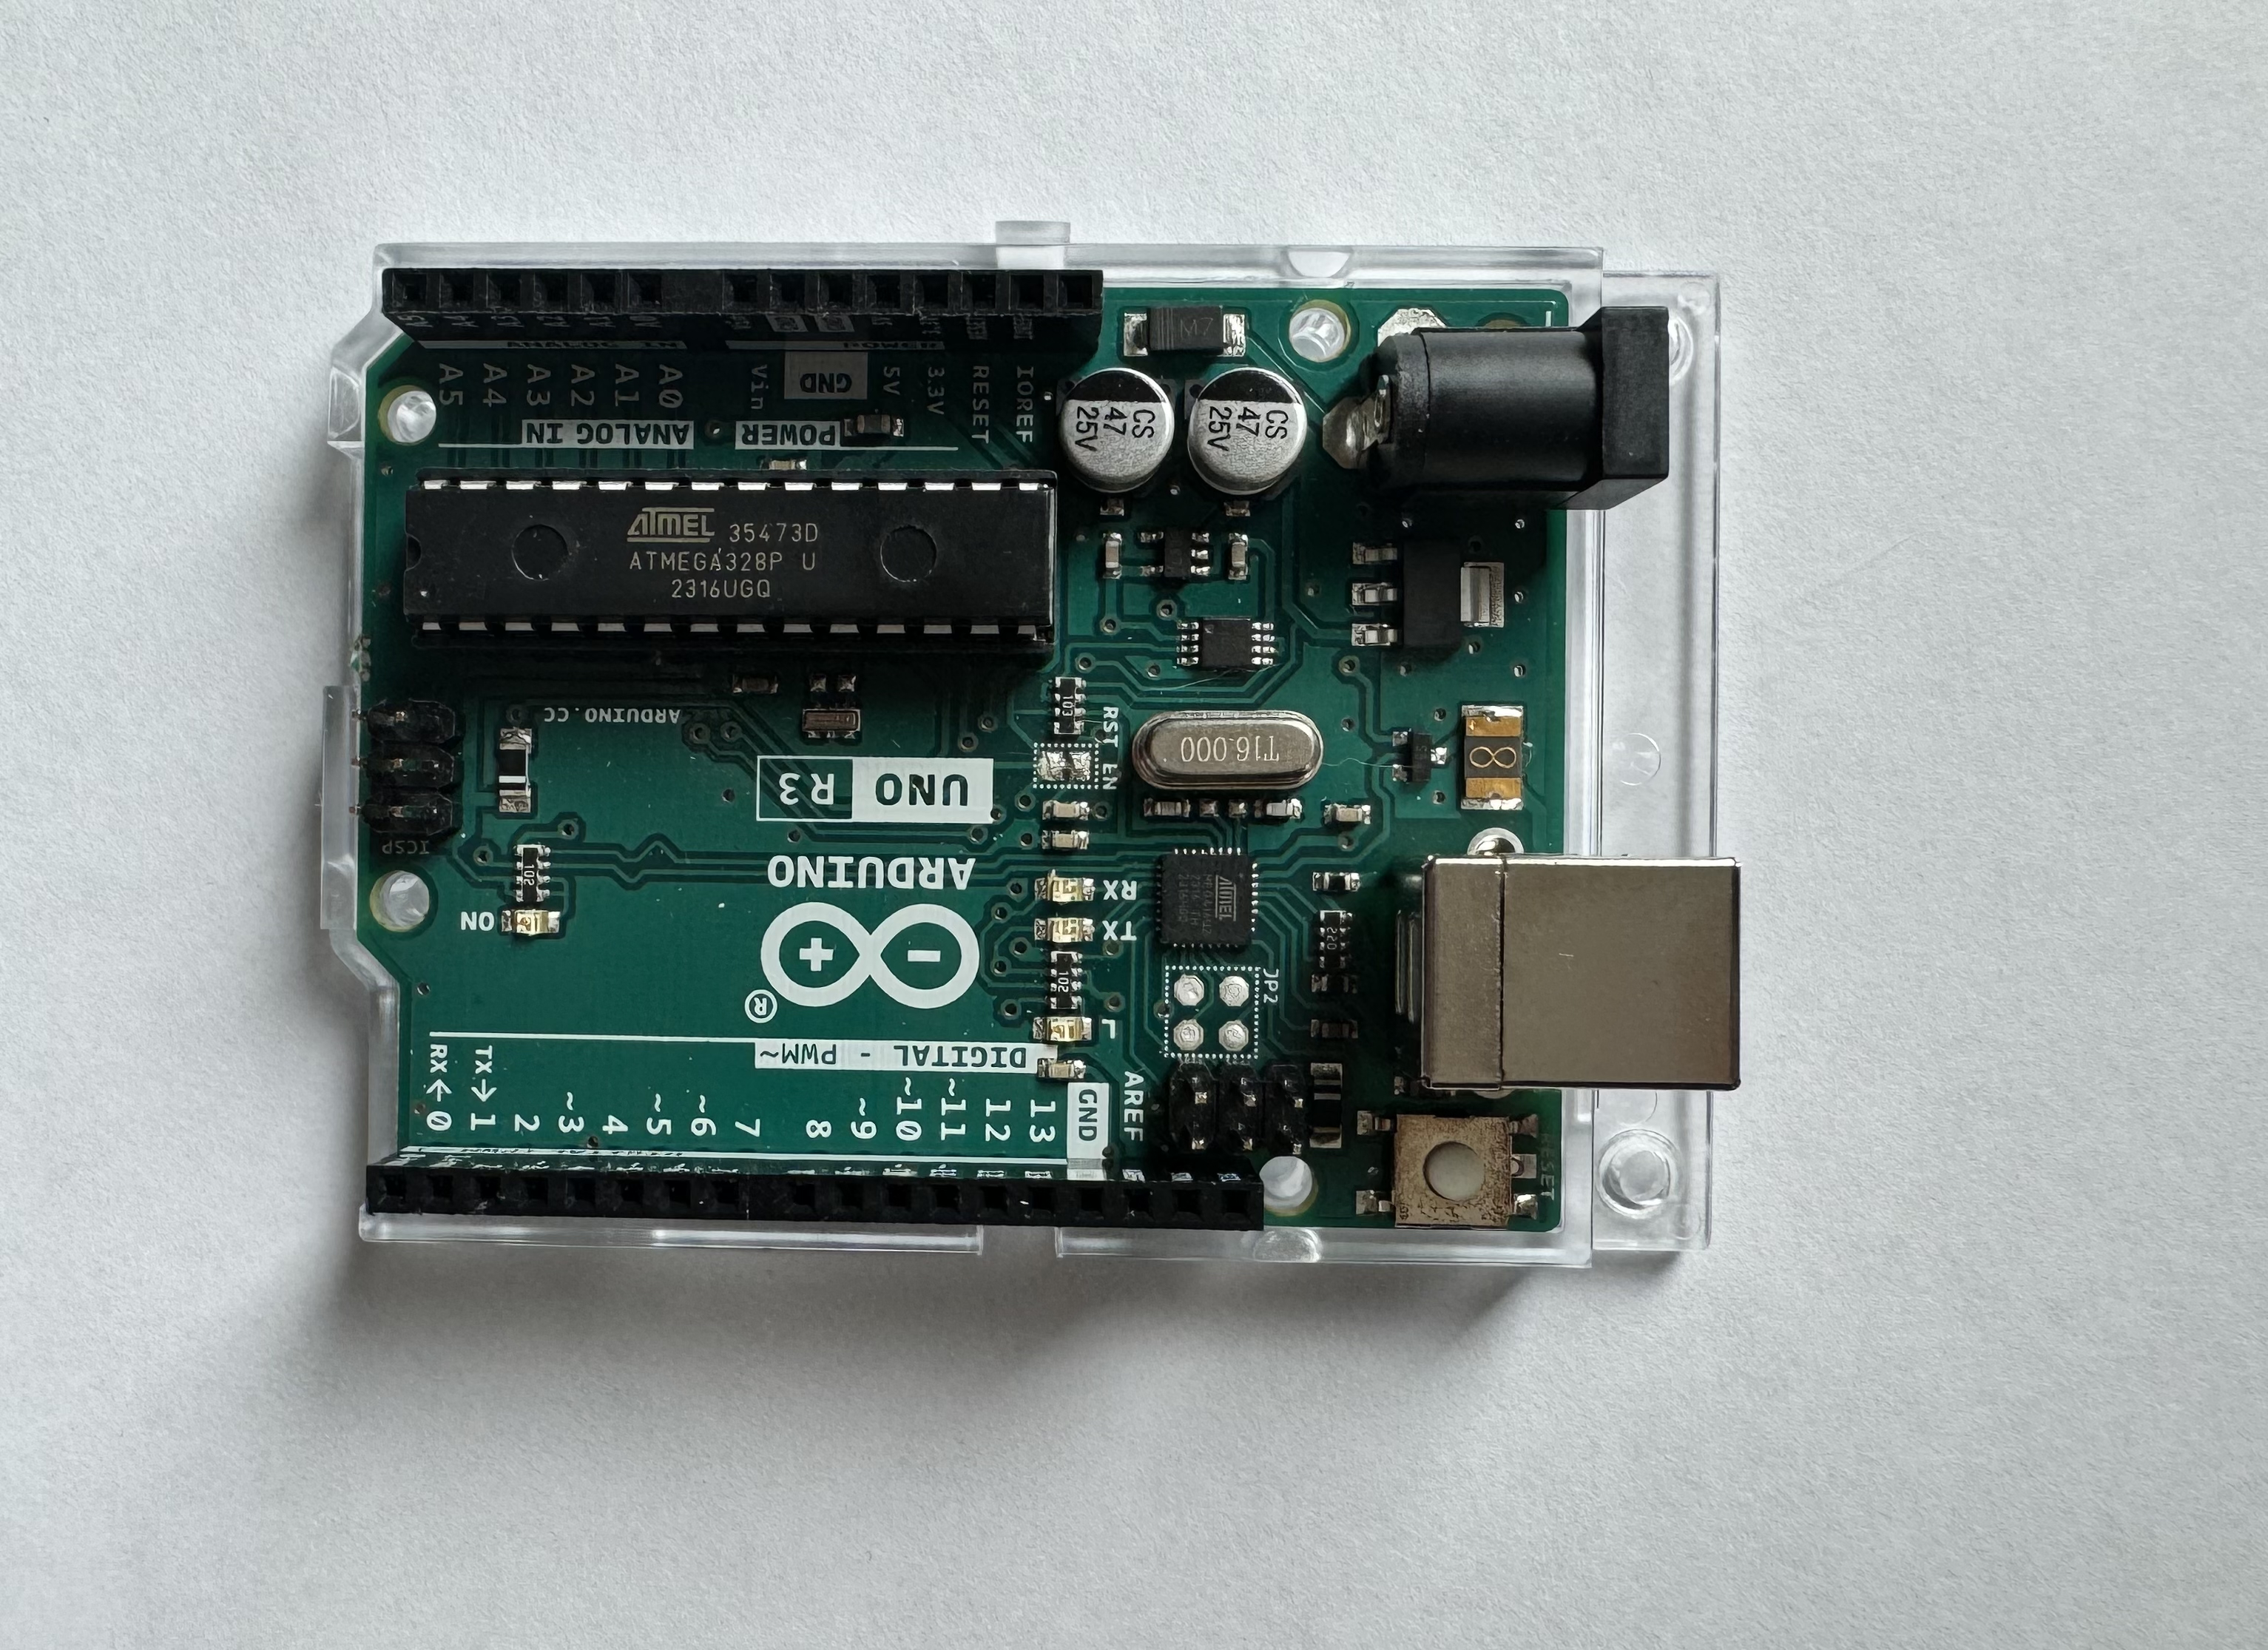 M7
A5
A4
A3
A2
A1
A0
Vin
GND
5V
3.3V
RESET
IOREF
ANALOG IN
POWER
CS
47
25V
CS
47
25V
ATMEL 35473D
ATMEGA328P U
2316UGQ
ARDUINO.CC
103
RST EN
T16.000
8
UNO R3
ICSP
ARDUINO
102
ON
RX
TX
ATMEL
220
102
®
JP2
L
DIGITAL - PWM~
RX←0
TX→1
2
~3
4
~5
~6
7
8
~9
~10
~11
12
13
GND
AREF
RESET